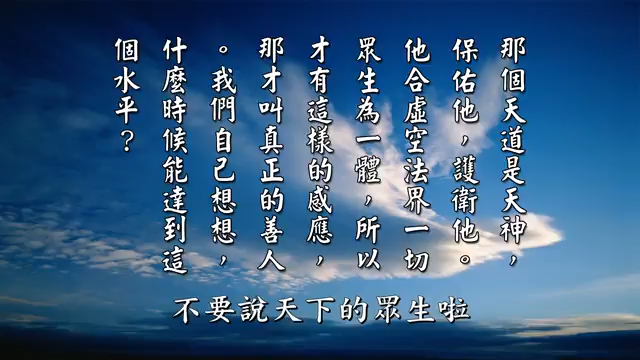 那個天道是天神，
保佑他，護衛他。
他合虛空法界一切
眾生為一體，所以
才有這樣的感應，
那才叫真正的善人
。我們自己想想，
什麼時候能達到這
個水平？
不要說天下的眾生啦